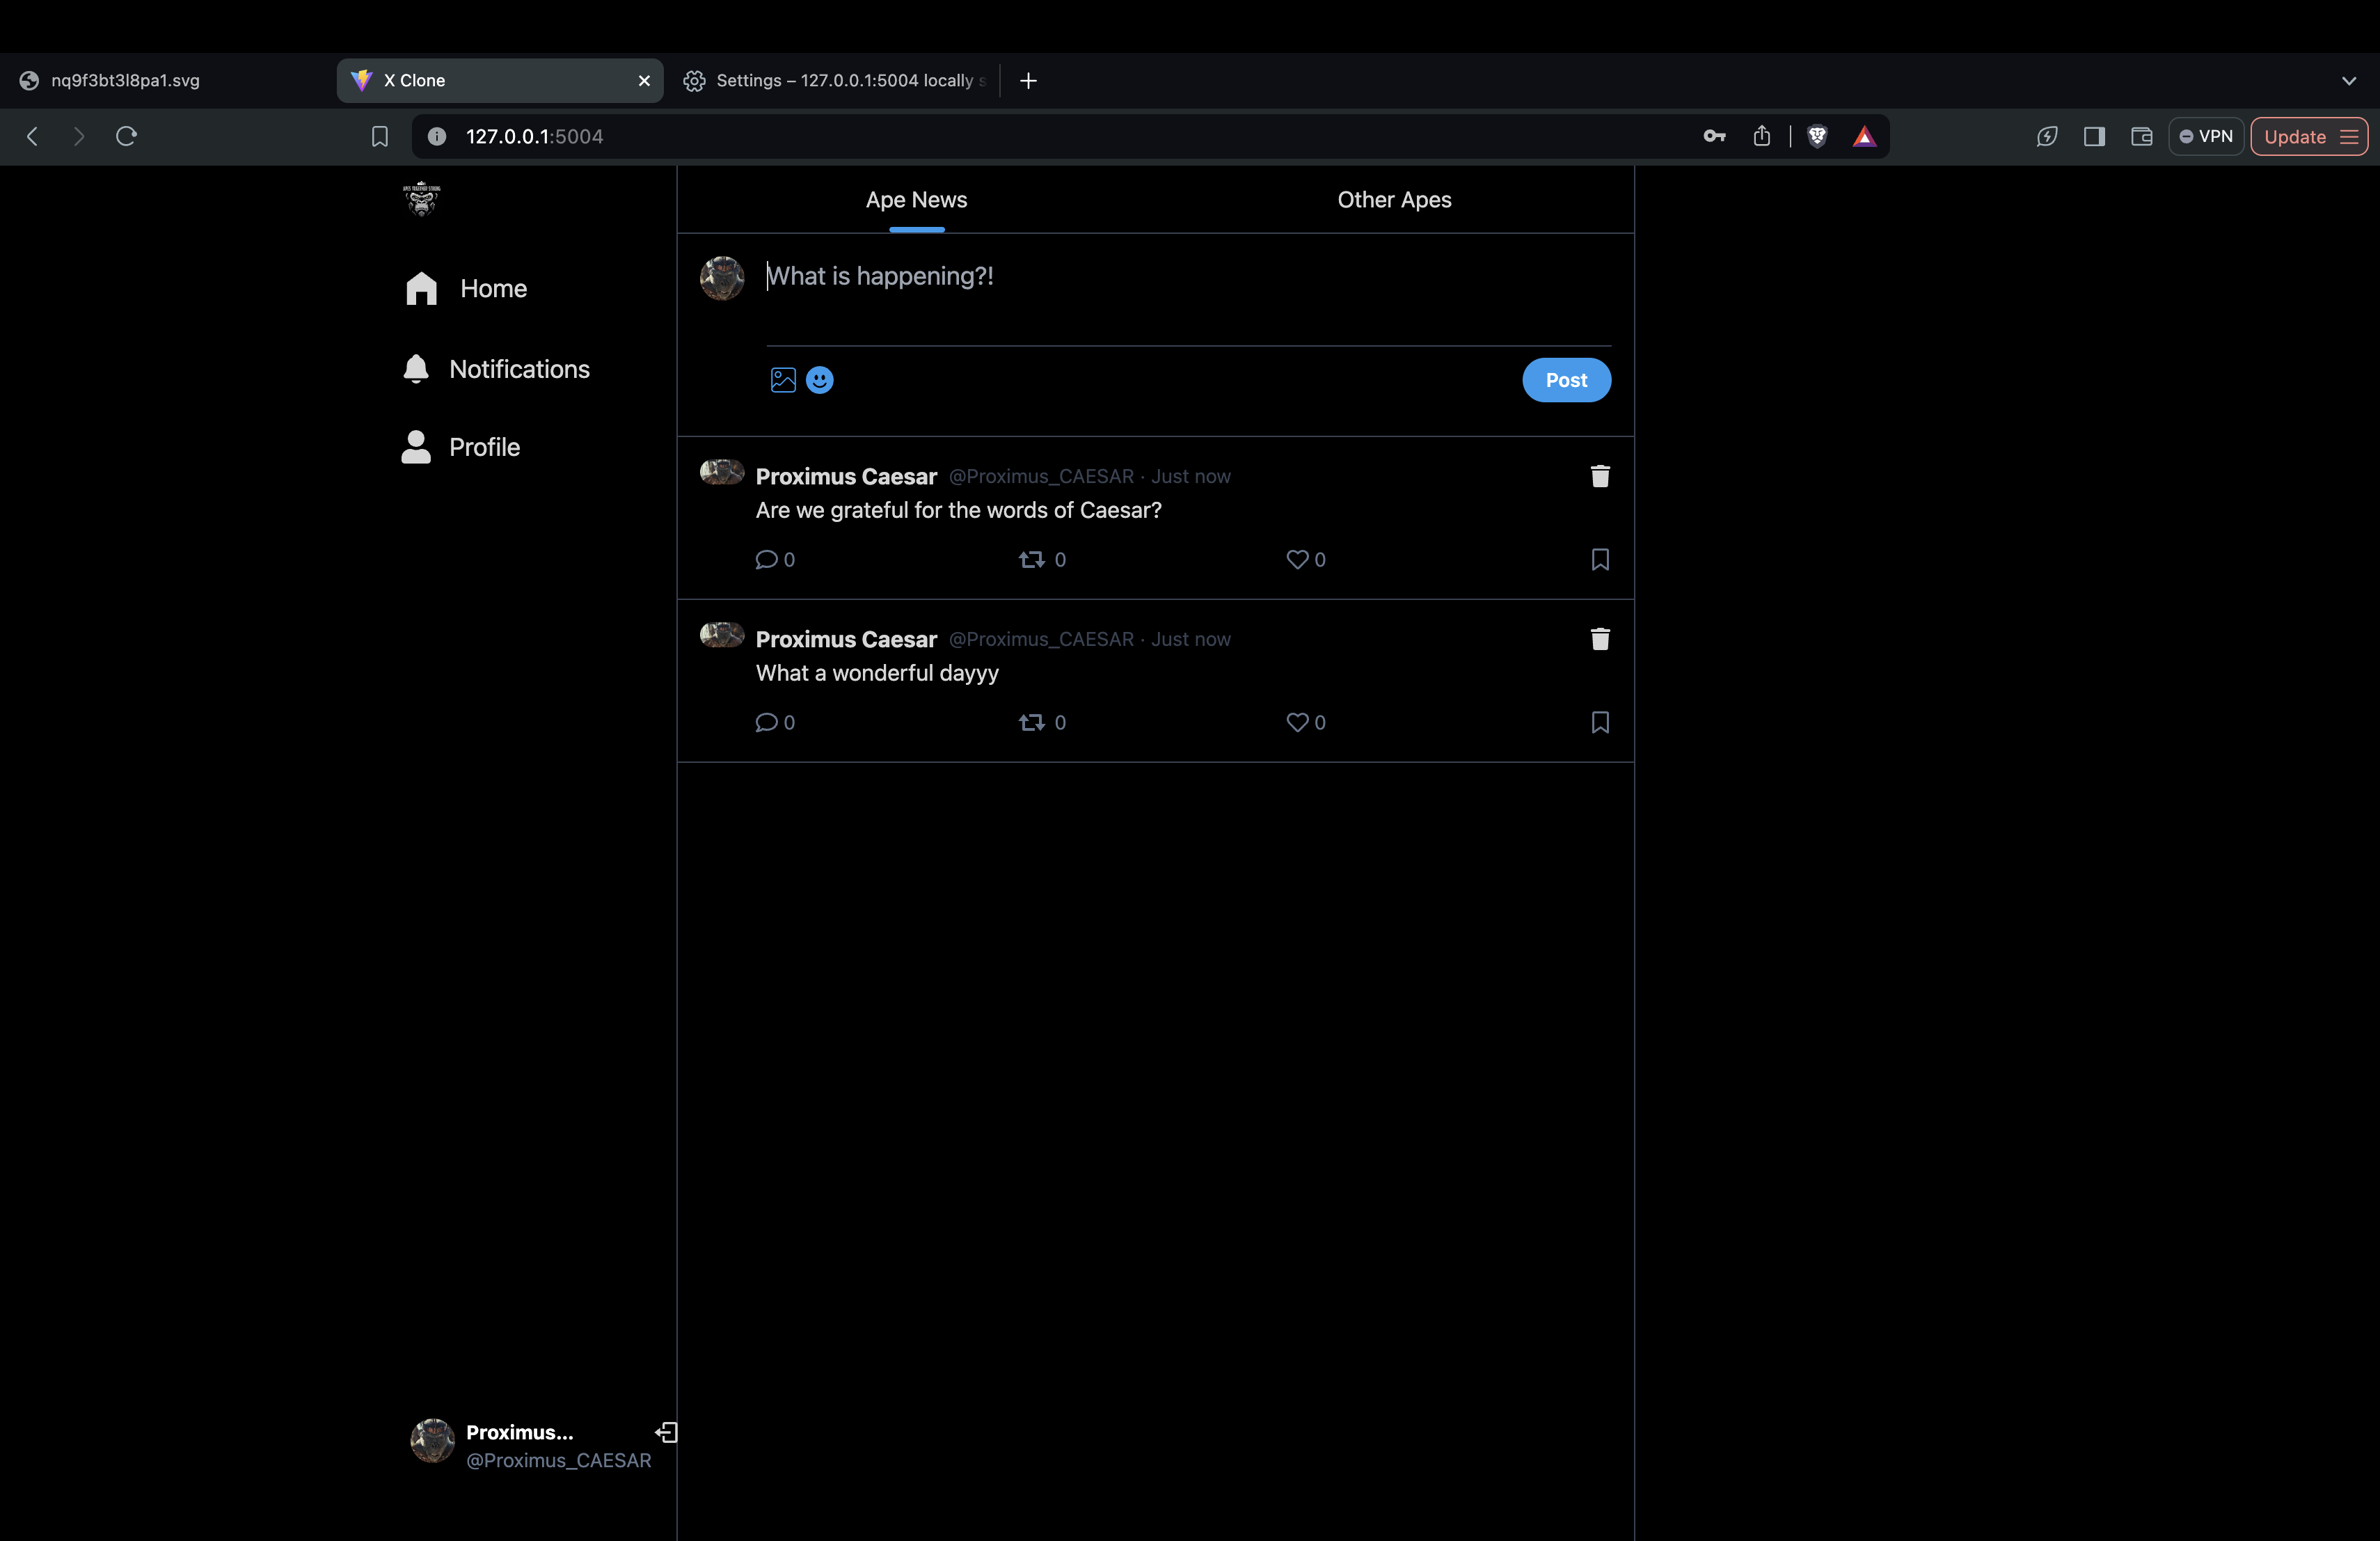 nq9f3bt3l8pa1.svg
X Clone
Settings – 127.0.0.1:5004 locally s
127.0.0.1:5004
VPN
Update
APES TOGETHER STRONG
Ape News
Other Apes
Home
Notifications
Profile
What is happening?!
Post
Proximus Caesar @Proximus_CAESAR · Just now
Are we grateful for the words of Caesar?
0 0 0
Proximus Caesar @Proximus_CAESAR · Just now
What a wonderful dayyy
0 0 0
Proximus...
@Proximus_CAESAR